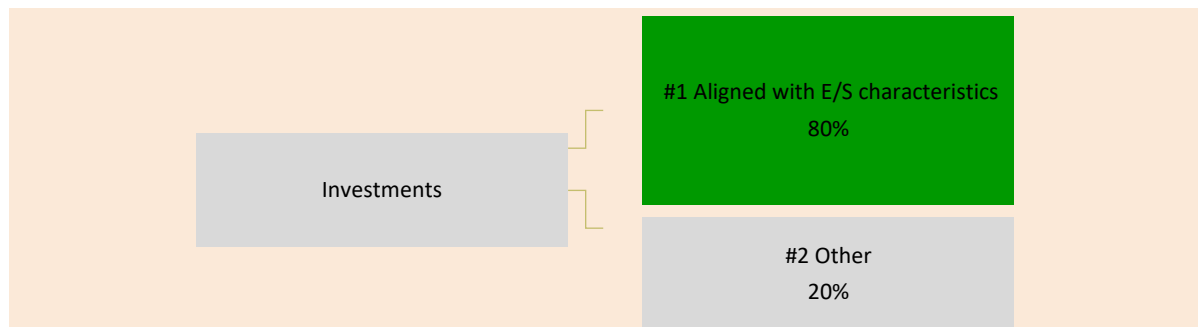 #1 Aligned with E/S characteristics
80%
Investments
#2 Other
20%